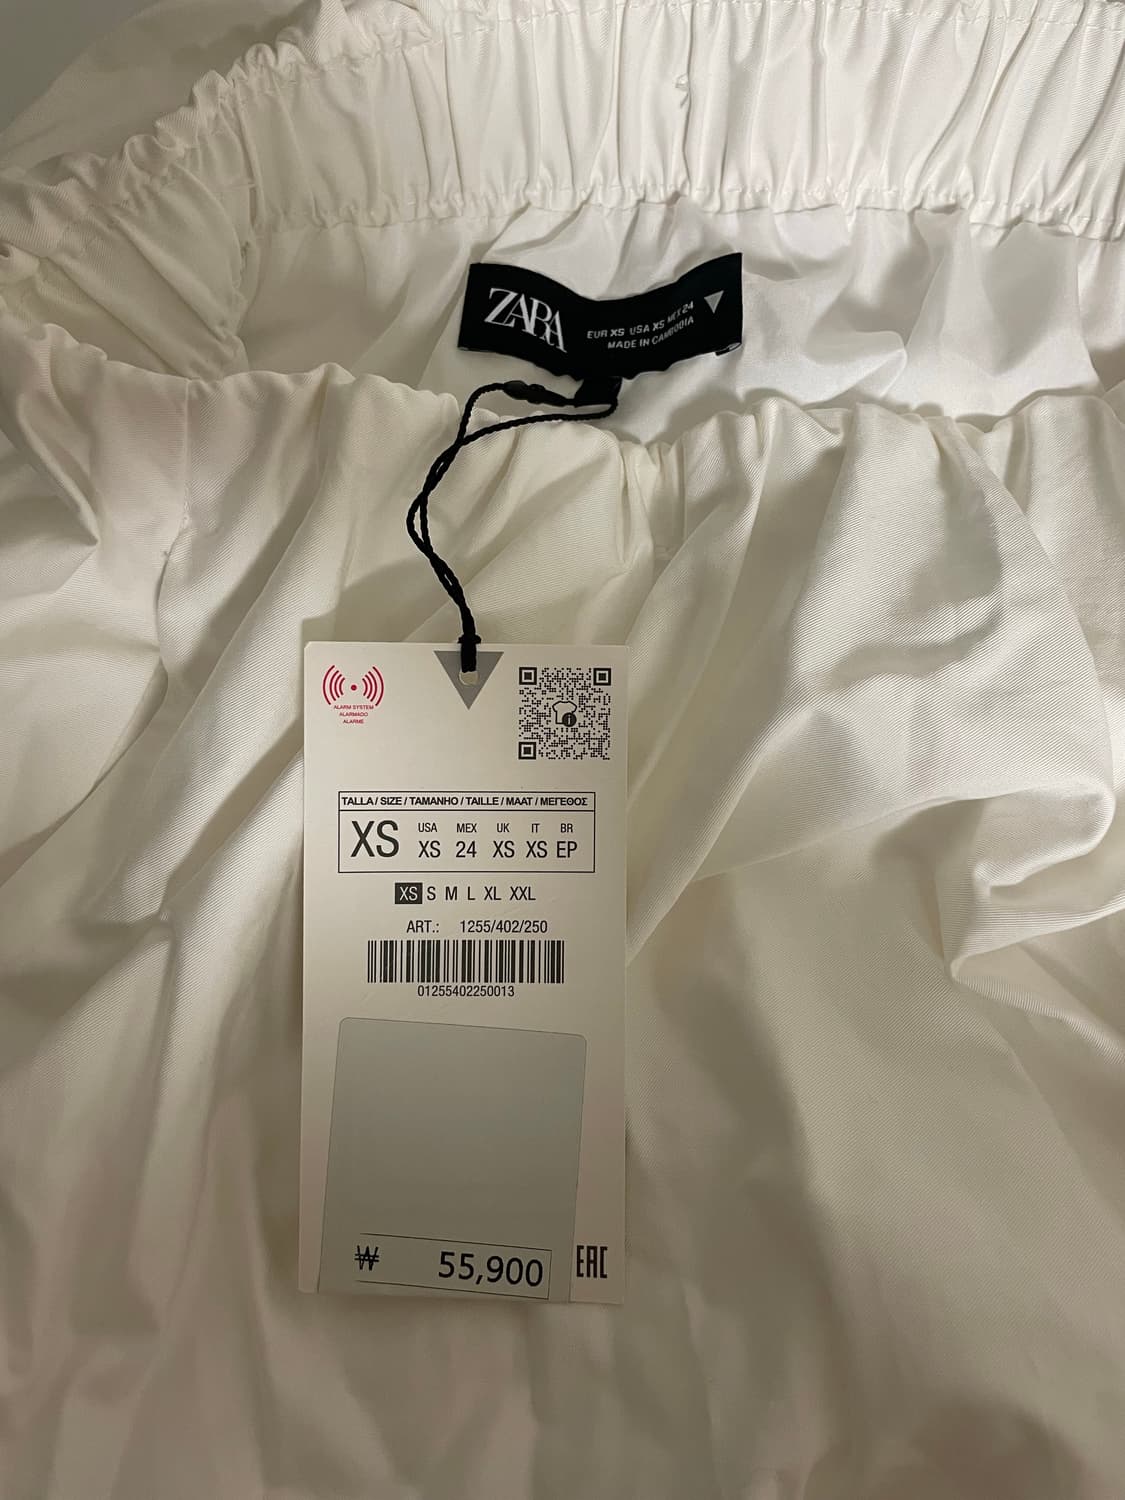 ZARA
EUR XS USA XS MEX 24
MADE IN CAMBODIA
ALARM SYSTEM
ALARMADO
ALARME
TALLA / SIZE / TAMANHO / TAILLE / MAAT / ΜΕΓΕΘΟΣ
XS
USA MEX UK IT BR
XS 24 XS XS EP
XS S M L XL XXL
ART.: 1255/402/250
01255402250013
₩ 55,900
EAC